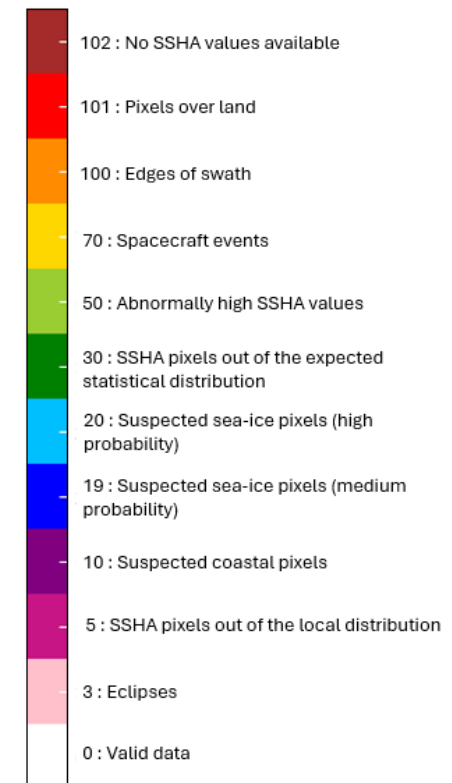 102 : No SSHA values available
101 : Pixels over land
100 : Edges of swath
70 : Spacecraft events
50 : Abnormally high SSHA values
30 : SSHA pixels out of the expected
statistical distribution
20 : Suspected sea-ice pixels (high
probability)
19 : Suspected sea-ice pixels (medium
probability)
10 : Suspected coastal pixels
5 : SSHA pixels out of the local distribution
3 : Eclipses
0 : Valid data